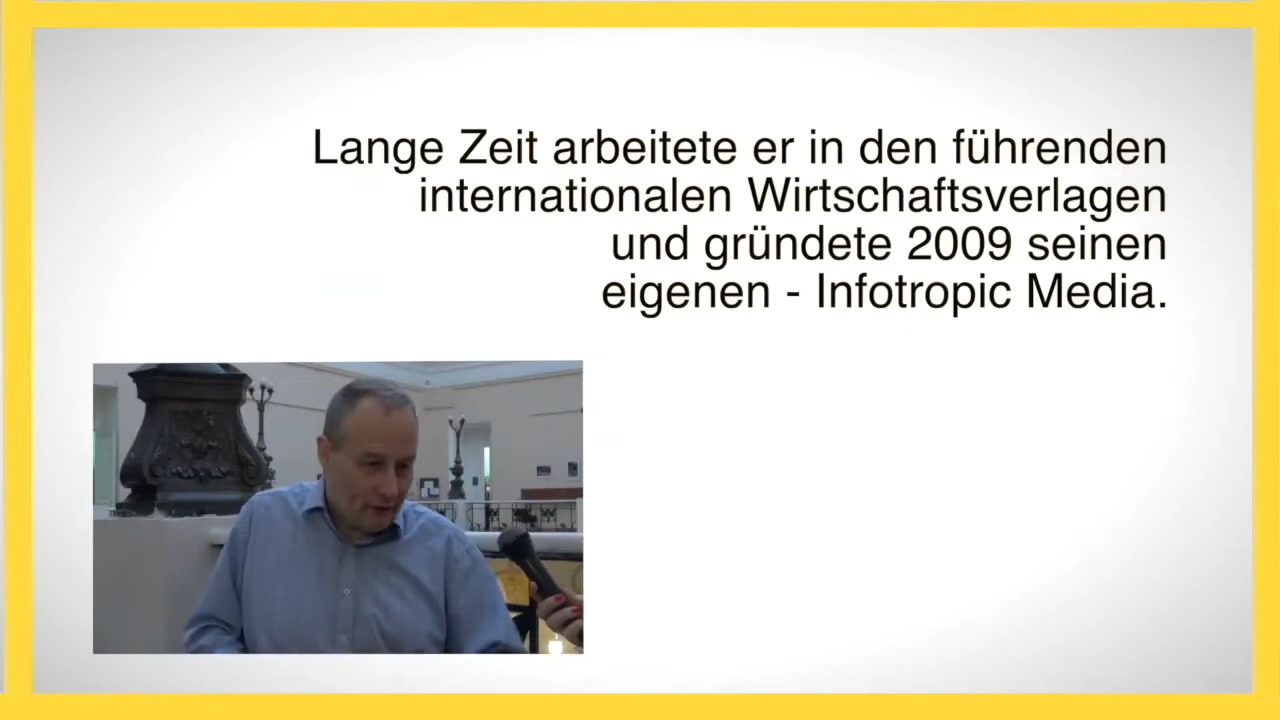 Lange Zeit arbeitete er in den führenden
internationalen Wirtschaftsverlagen
und gründete 2009 seinen
eigenen - Infotropic Media.